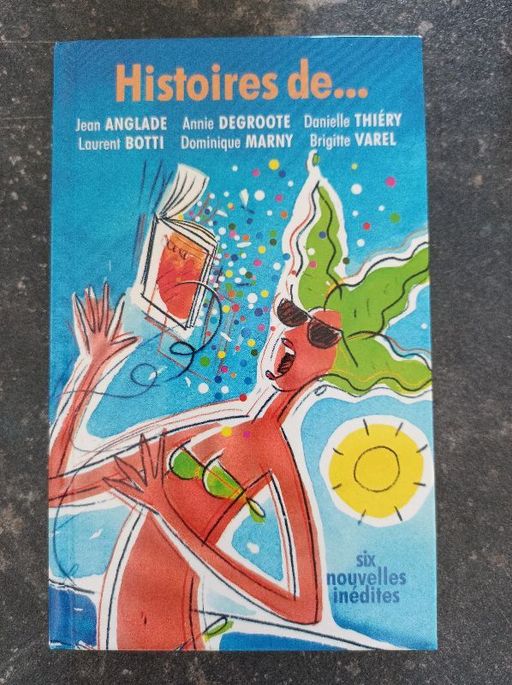 Histoires de...
Jean ANGLADE Annie DEGROOTE Danielle THIÉRY
Laurent BOTTI Dominique MARNY Brigitte VAREL
six
nouvelles
inédites